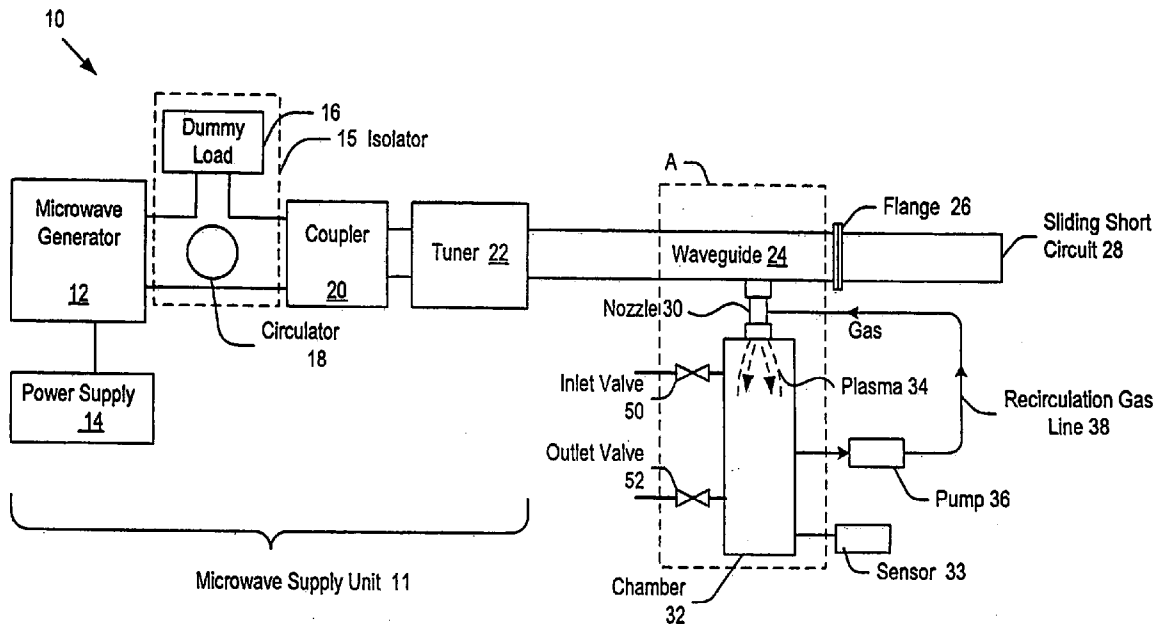 10
16
Dummy
Load
15 Isolator
Microwave
Generator
12
Coupler
20
Tuner 22
A
Waveguide 24
Flange 26
Sliding Short
Circuit 28
Circulator
18
Nozzle 30
Gas
Power Supply
14
Inlet Valve
50
Plasma 34
Recirculation Gas
Line 38
Outlet Valve
52
Pump 36
Sensor 33
Microwave Supply Unit 11
Chamber
32